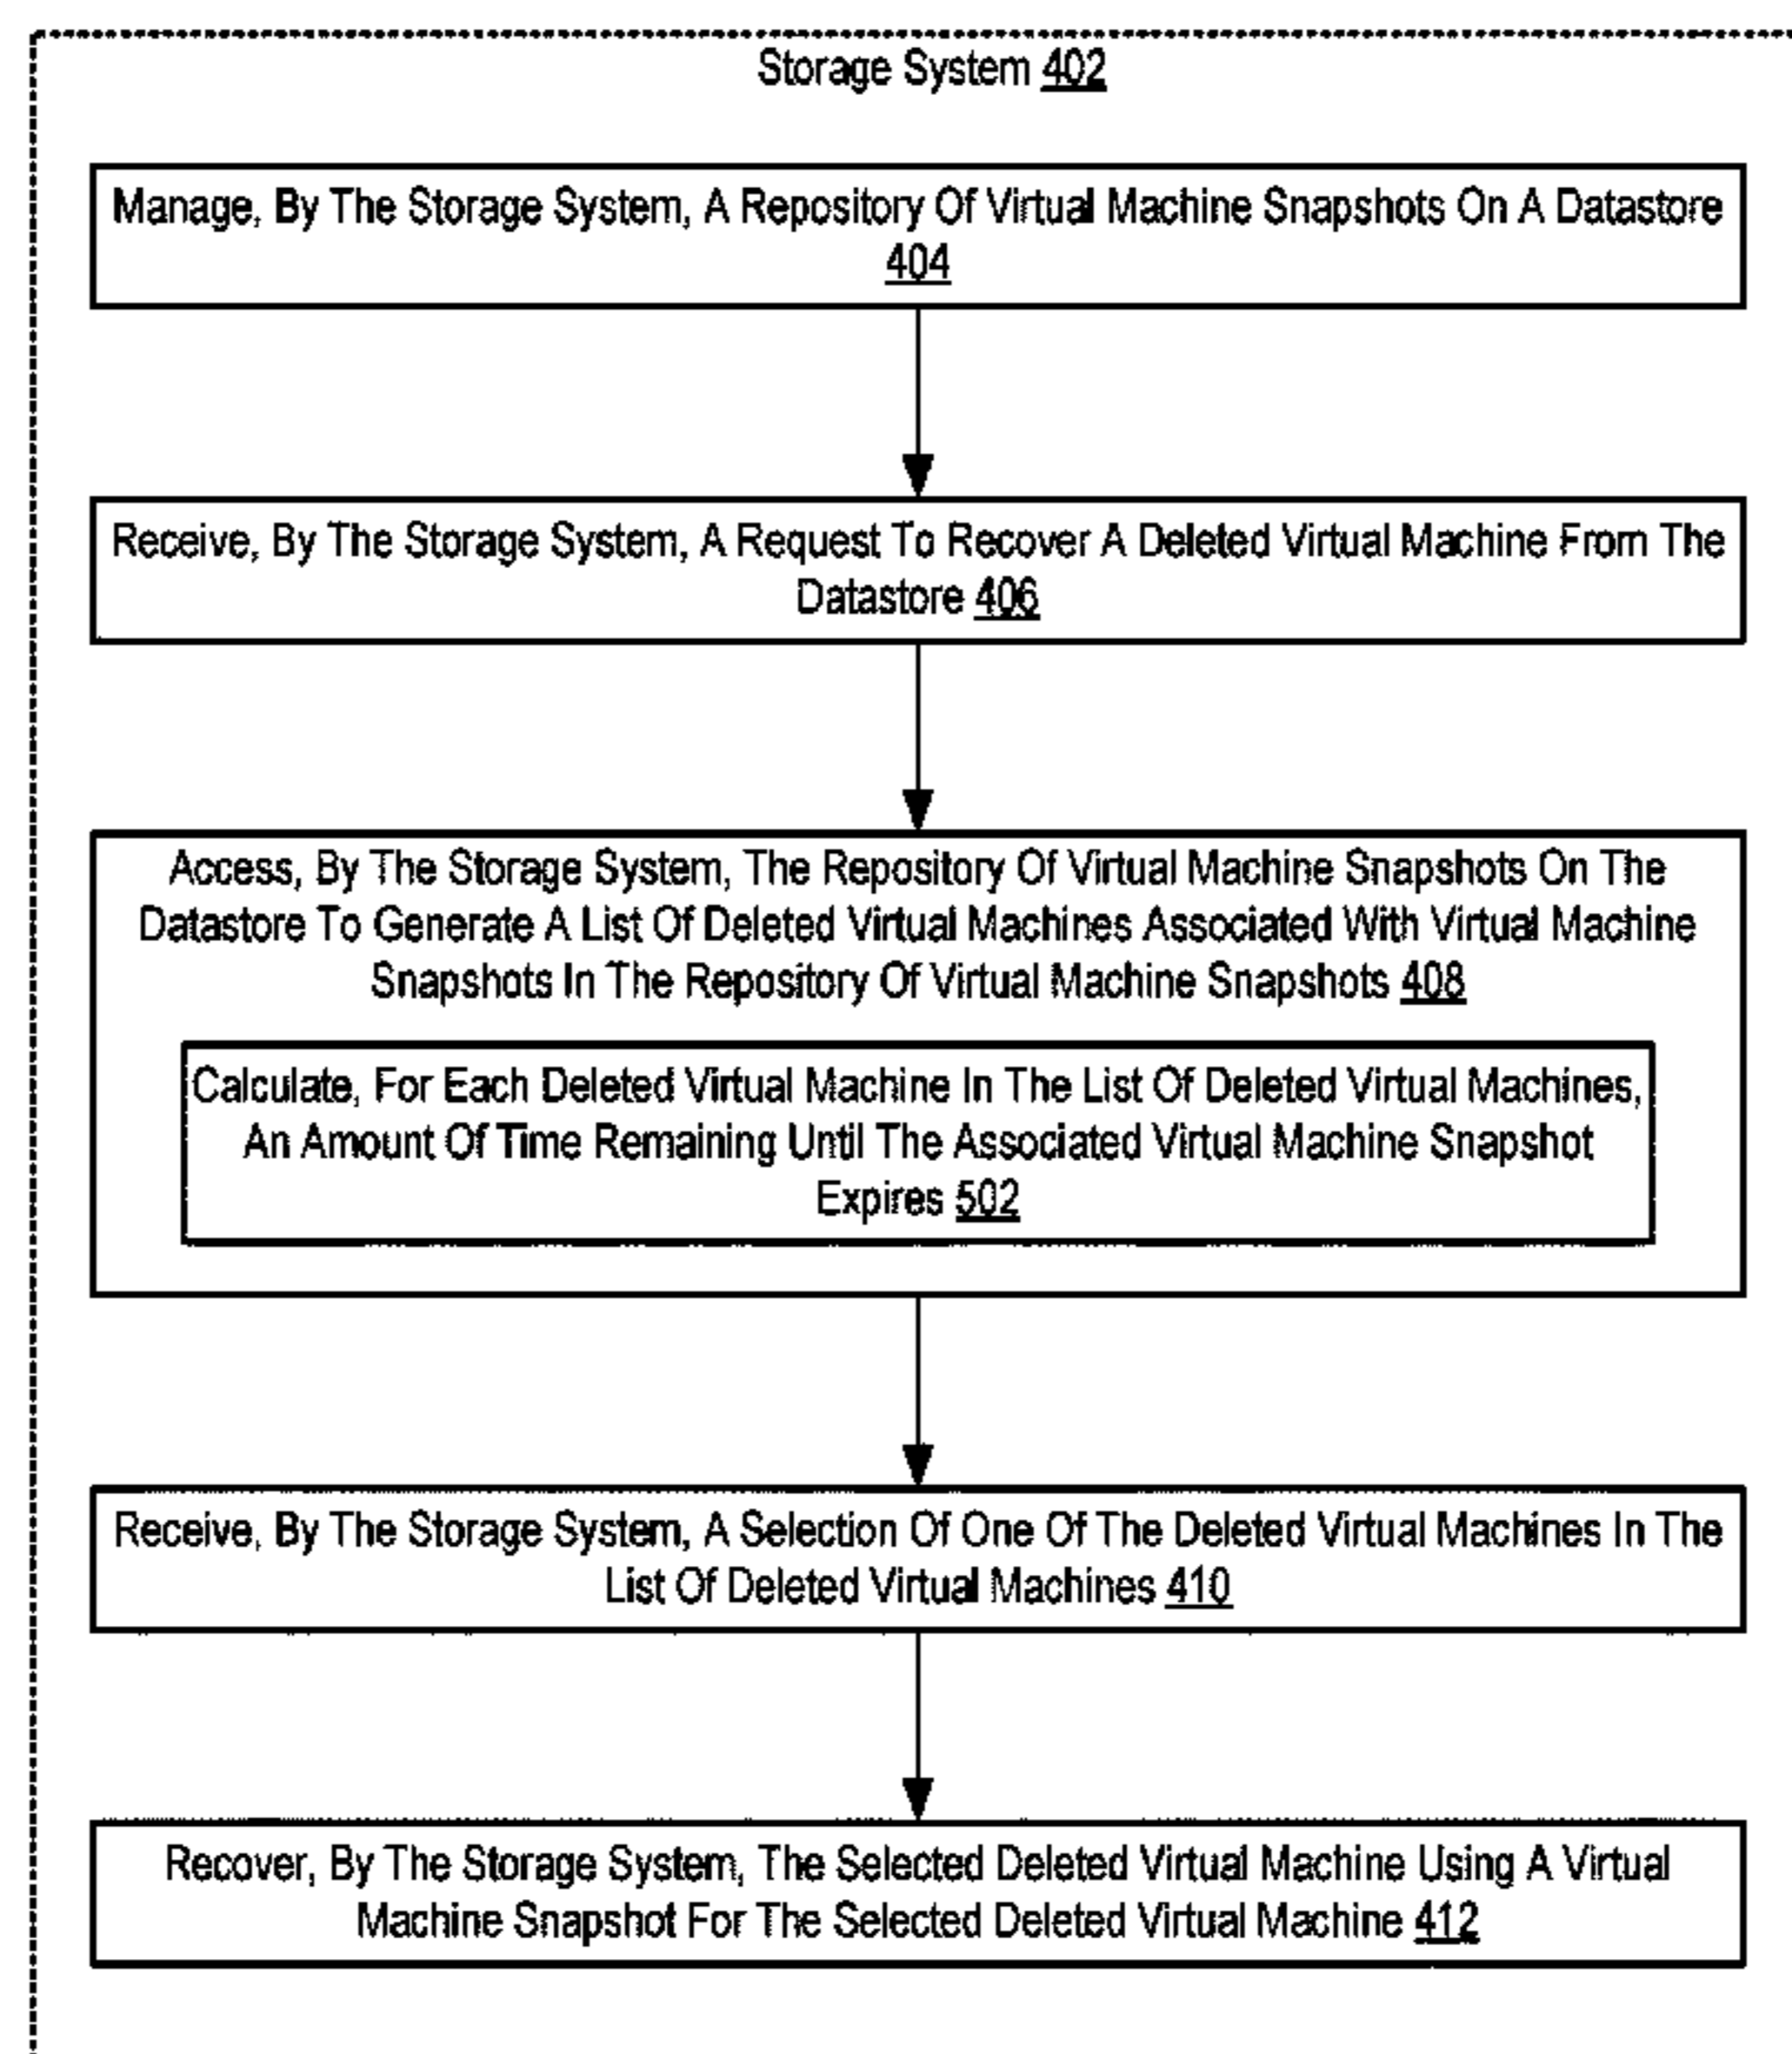 Storage System 402
Manage, By The Storage System, A Repository Of Virtual Machine Snapshots On A Datastore
404
Receive, By The Storage System, A Request To Recover A Deleted Virtual Machine From The
Datastore 406
Access, By The Storage System, The Repository Of Virtual Machine Snapshots On The
Datastore To Generate A List Of Deleted Virtual Machines Associated With Virtual Machine
Snapshots In The Repository Of Virtual Machine Snapshots 408
Calculate, For Each Deleted Virtual Machine In The List Of Deleted Virtual Machines,
An Amount Of Time Remaining Until The Associated Virtual Machine Snapshot
Expires 502
Receive, By The Storage System, A Selection Of One Of The Deleted Virtual Machines In The
List Of Deleted Virtual Machines 410
Recover, By The Storage System, The Selected Deleted Virtual Machine Using A Virtual
Machine Snapshot For The Selected Deleted Virtual Machine 412